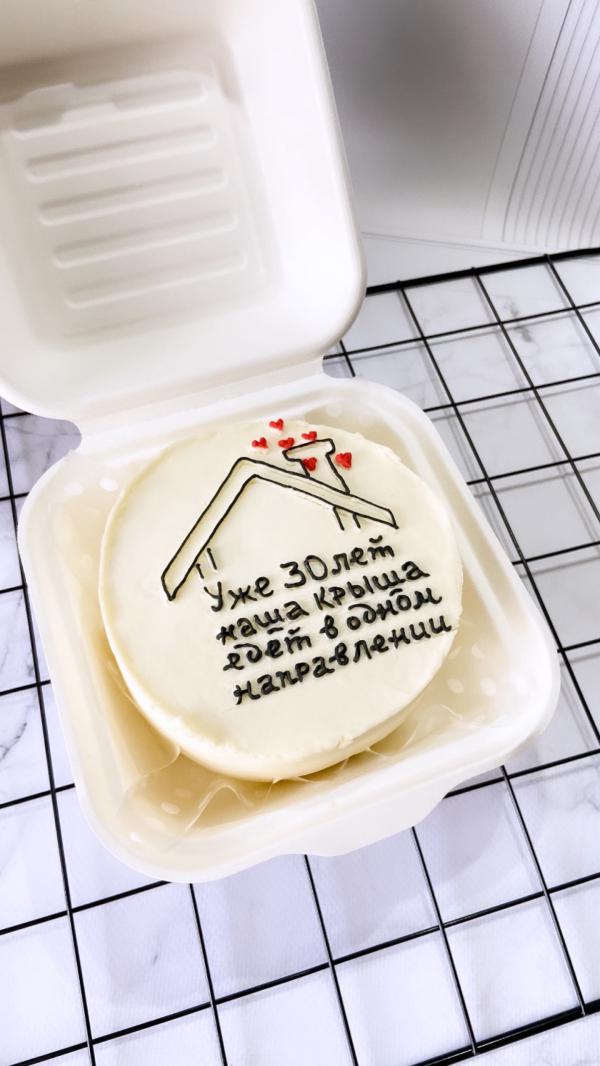 Уже 30 лет
наша крыша
едет в одном
направлении